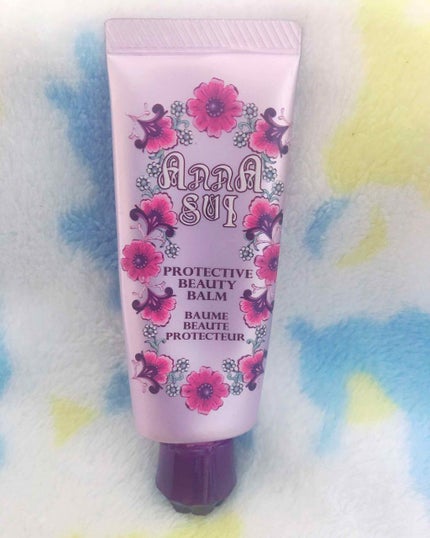 ANNA
SUI
PROTECTIVE
BEAUTY
BALM
BAUME
BEAUTE
PROTECTEUR